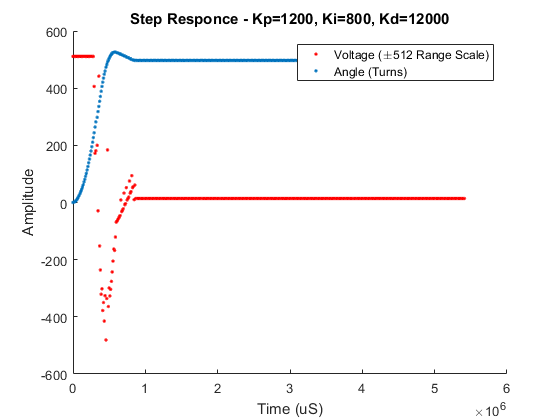 Step Responce - Kp=1200, Ki=800, Kd=12000
600
Voltage (±512 Range Scale)
Angle (Turns)
400
200
Amplitude
0
-200
-400
-600
0 1 2 3 4 5 6
Time (uS) ×10^6